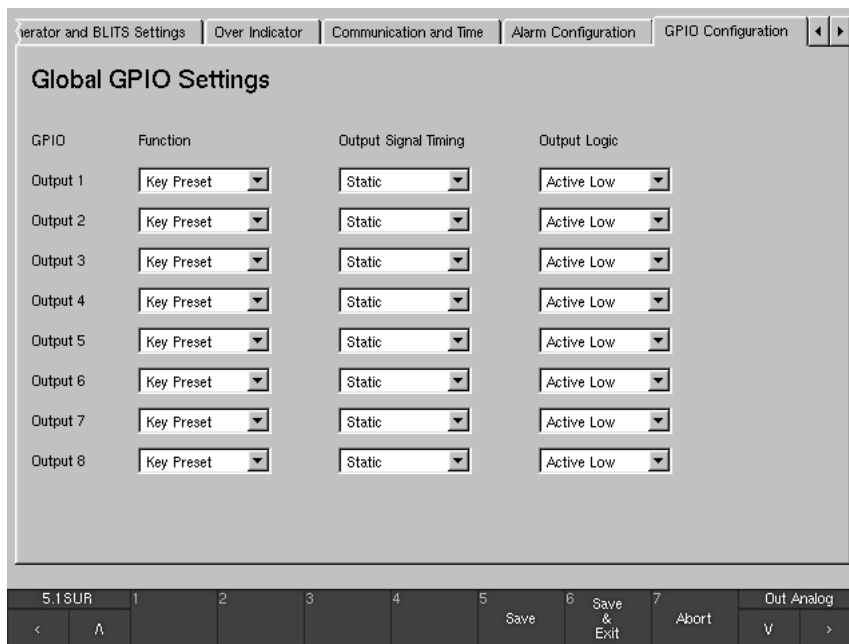 erator and BLITS Settings Over Indicator Communication and Time Alarm Configuration GPIO Configuration
Global GPIO Settings
GPIO Function Output Signal Timing Output Logic
Output 1 Key Preset Static Active Low
Output 2 Key Preset Static Active Low
Output 3 Key Preset Static Active Low
Output 4 Key Preset Static Active Low
Output 5 Key Preset Static Active Low
Output 6 Key Preset Static Active Low
Output 7 Key Preset Static Active Low
Output 8 Key Preset Static Active Low
5.1SUR 1 2 3 4 5 Save 6 Save & Exit 7 Abort Out Analog
< Λ V >